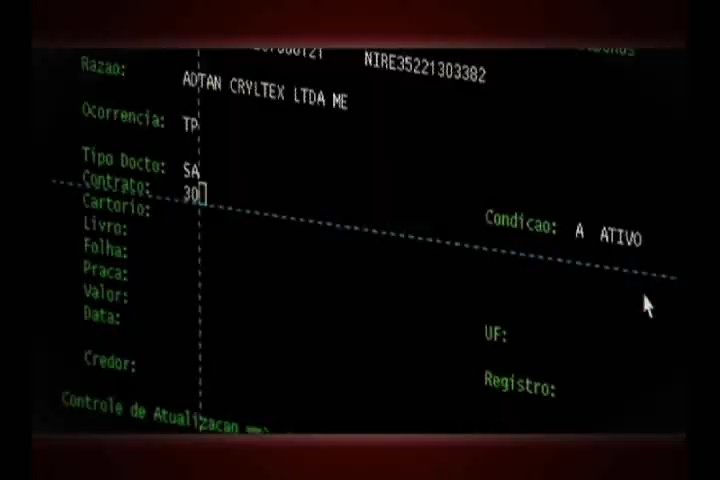 NIRE35221303382
Razao: ADTAN CRYLTEX LTDA ME
Ocorrencia: TP
Tipo Docto: SA
Contrato: 30
Cartorio:
Condicao: A ATIVO
Livro:
Folha:
Praca:
Valor:
Data:
UF:
Credor:
Registro:
Controle de Atualizacao ==>